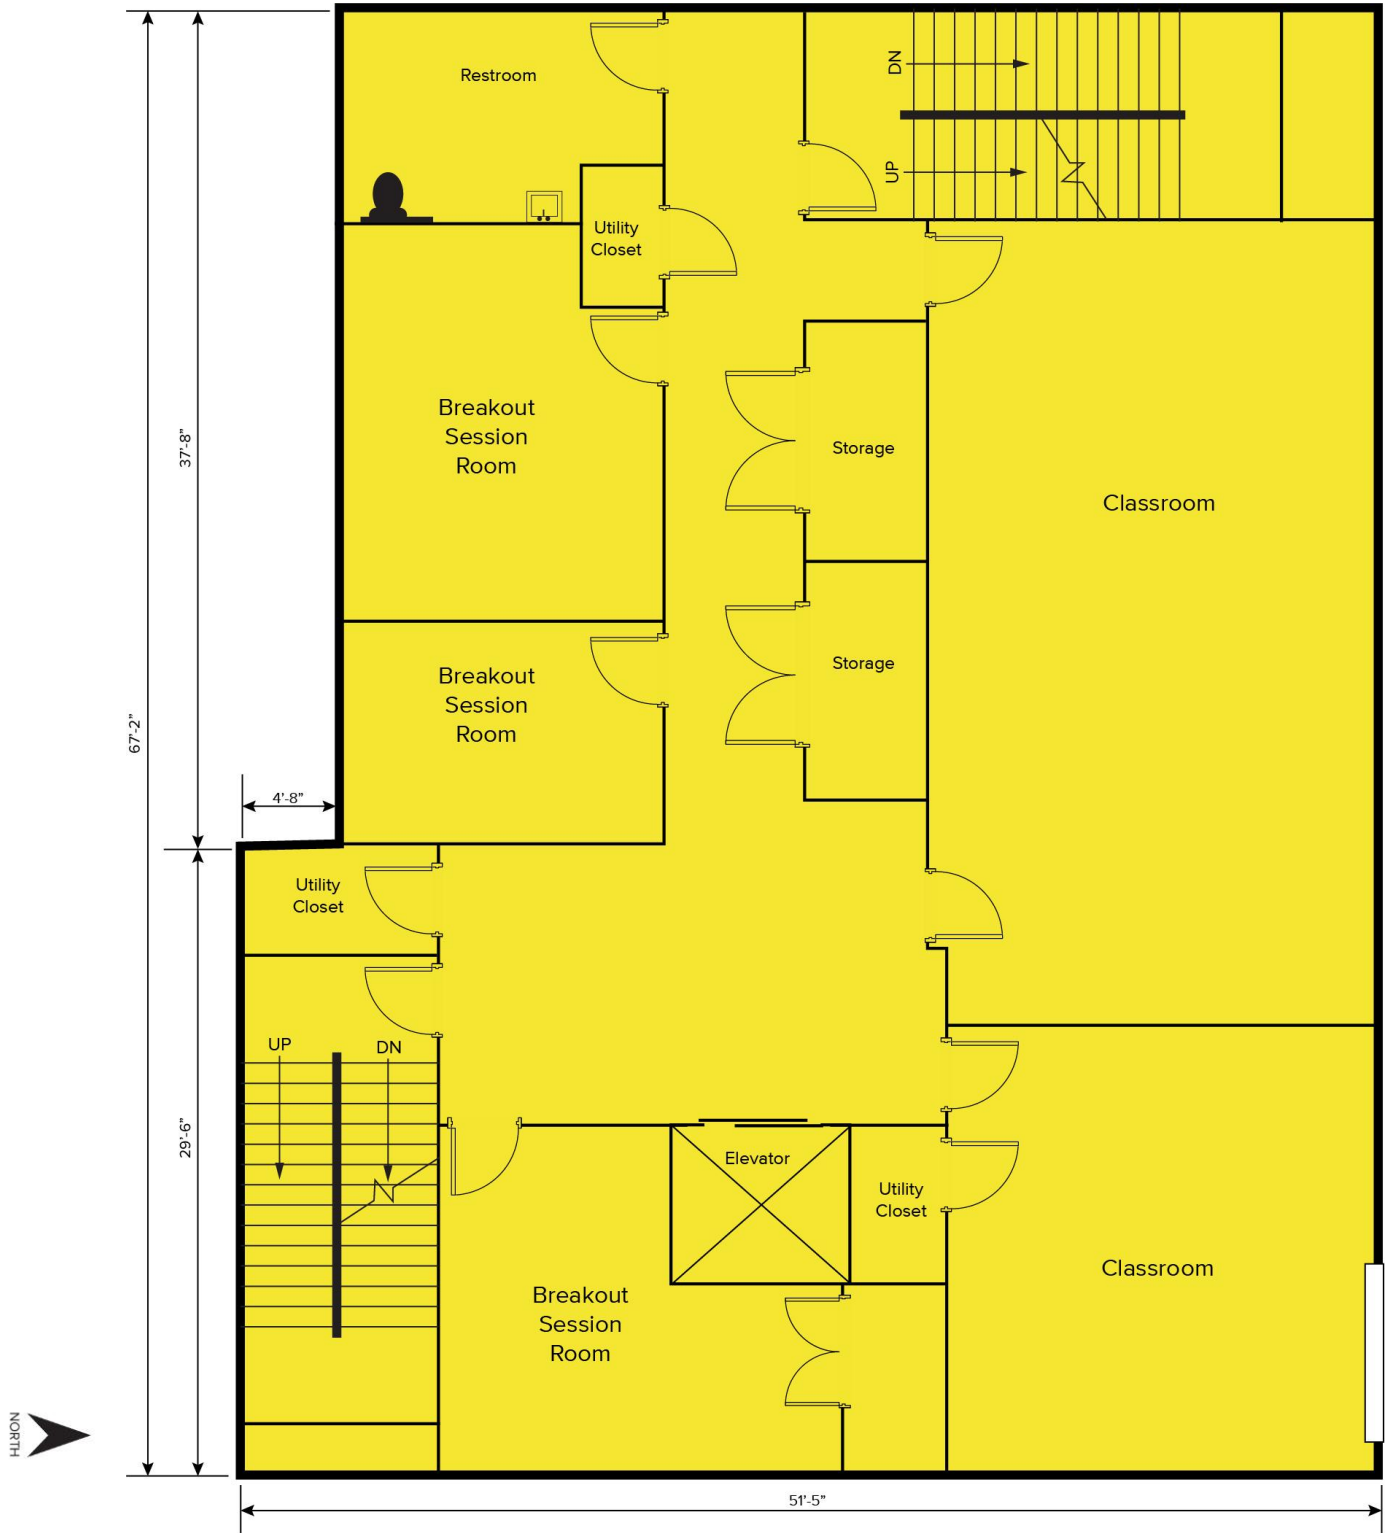 Restroom
DN
UP
Utility
Closet
Breakout
Session
Room
Storage
Classroom
37'-8"
Breakout
Session
Room
Storage
67'-2"
4'-8"
Utility
Closet
UP
DN
29'-6"
Elevator
Utility
Closet
Breakout
Session
Room
Classroom
NORTH
51'-5"